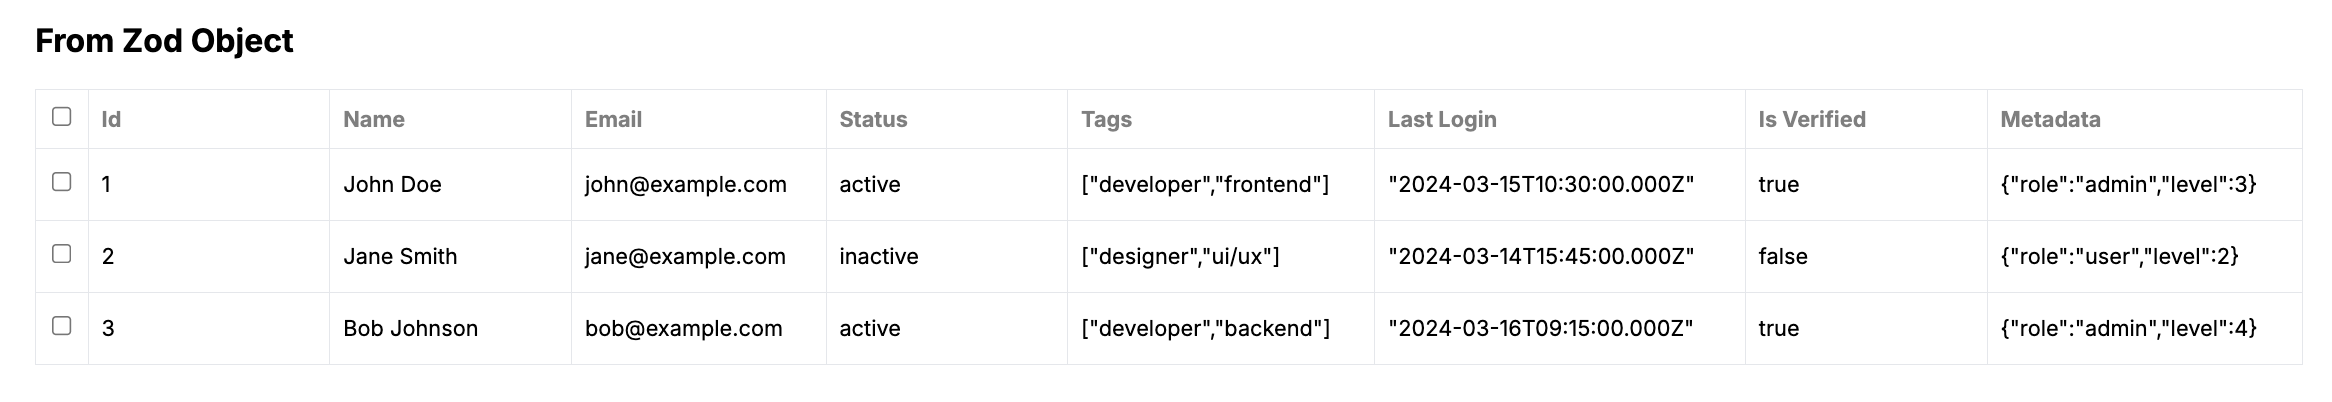 From Zod Object
Id Name Email Status Tags Last Login Is Verified Metadata
1 John Doe john@example.com active ["developer","frontend"] "2024-03-15T10:30:00.000Z" true {"role":"admin","level":3}
2 Jane Smith jane@example.com inactive ["designer","ui/ux"] "2024-03-14T15:45:00.000Z" false {"role":"user","level":2}
3 Bob Johnson bob@example.com active ["developer","backend"] "2024-03-16T09:15:00.000Z" true {"role":"admin","level":4}